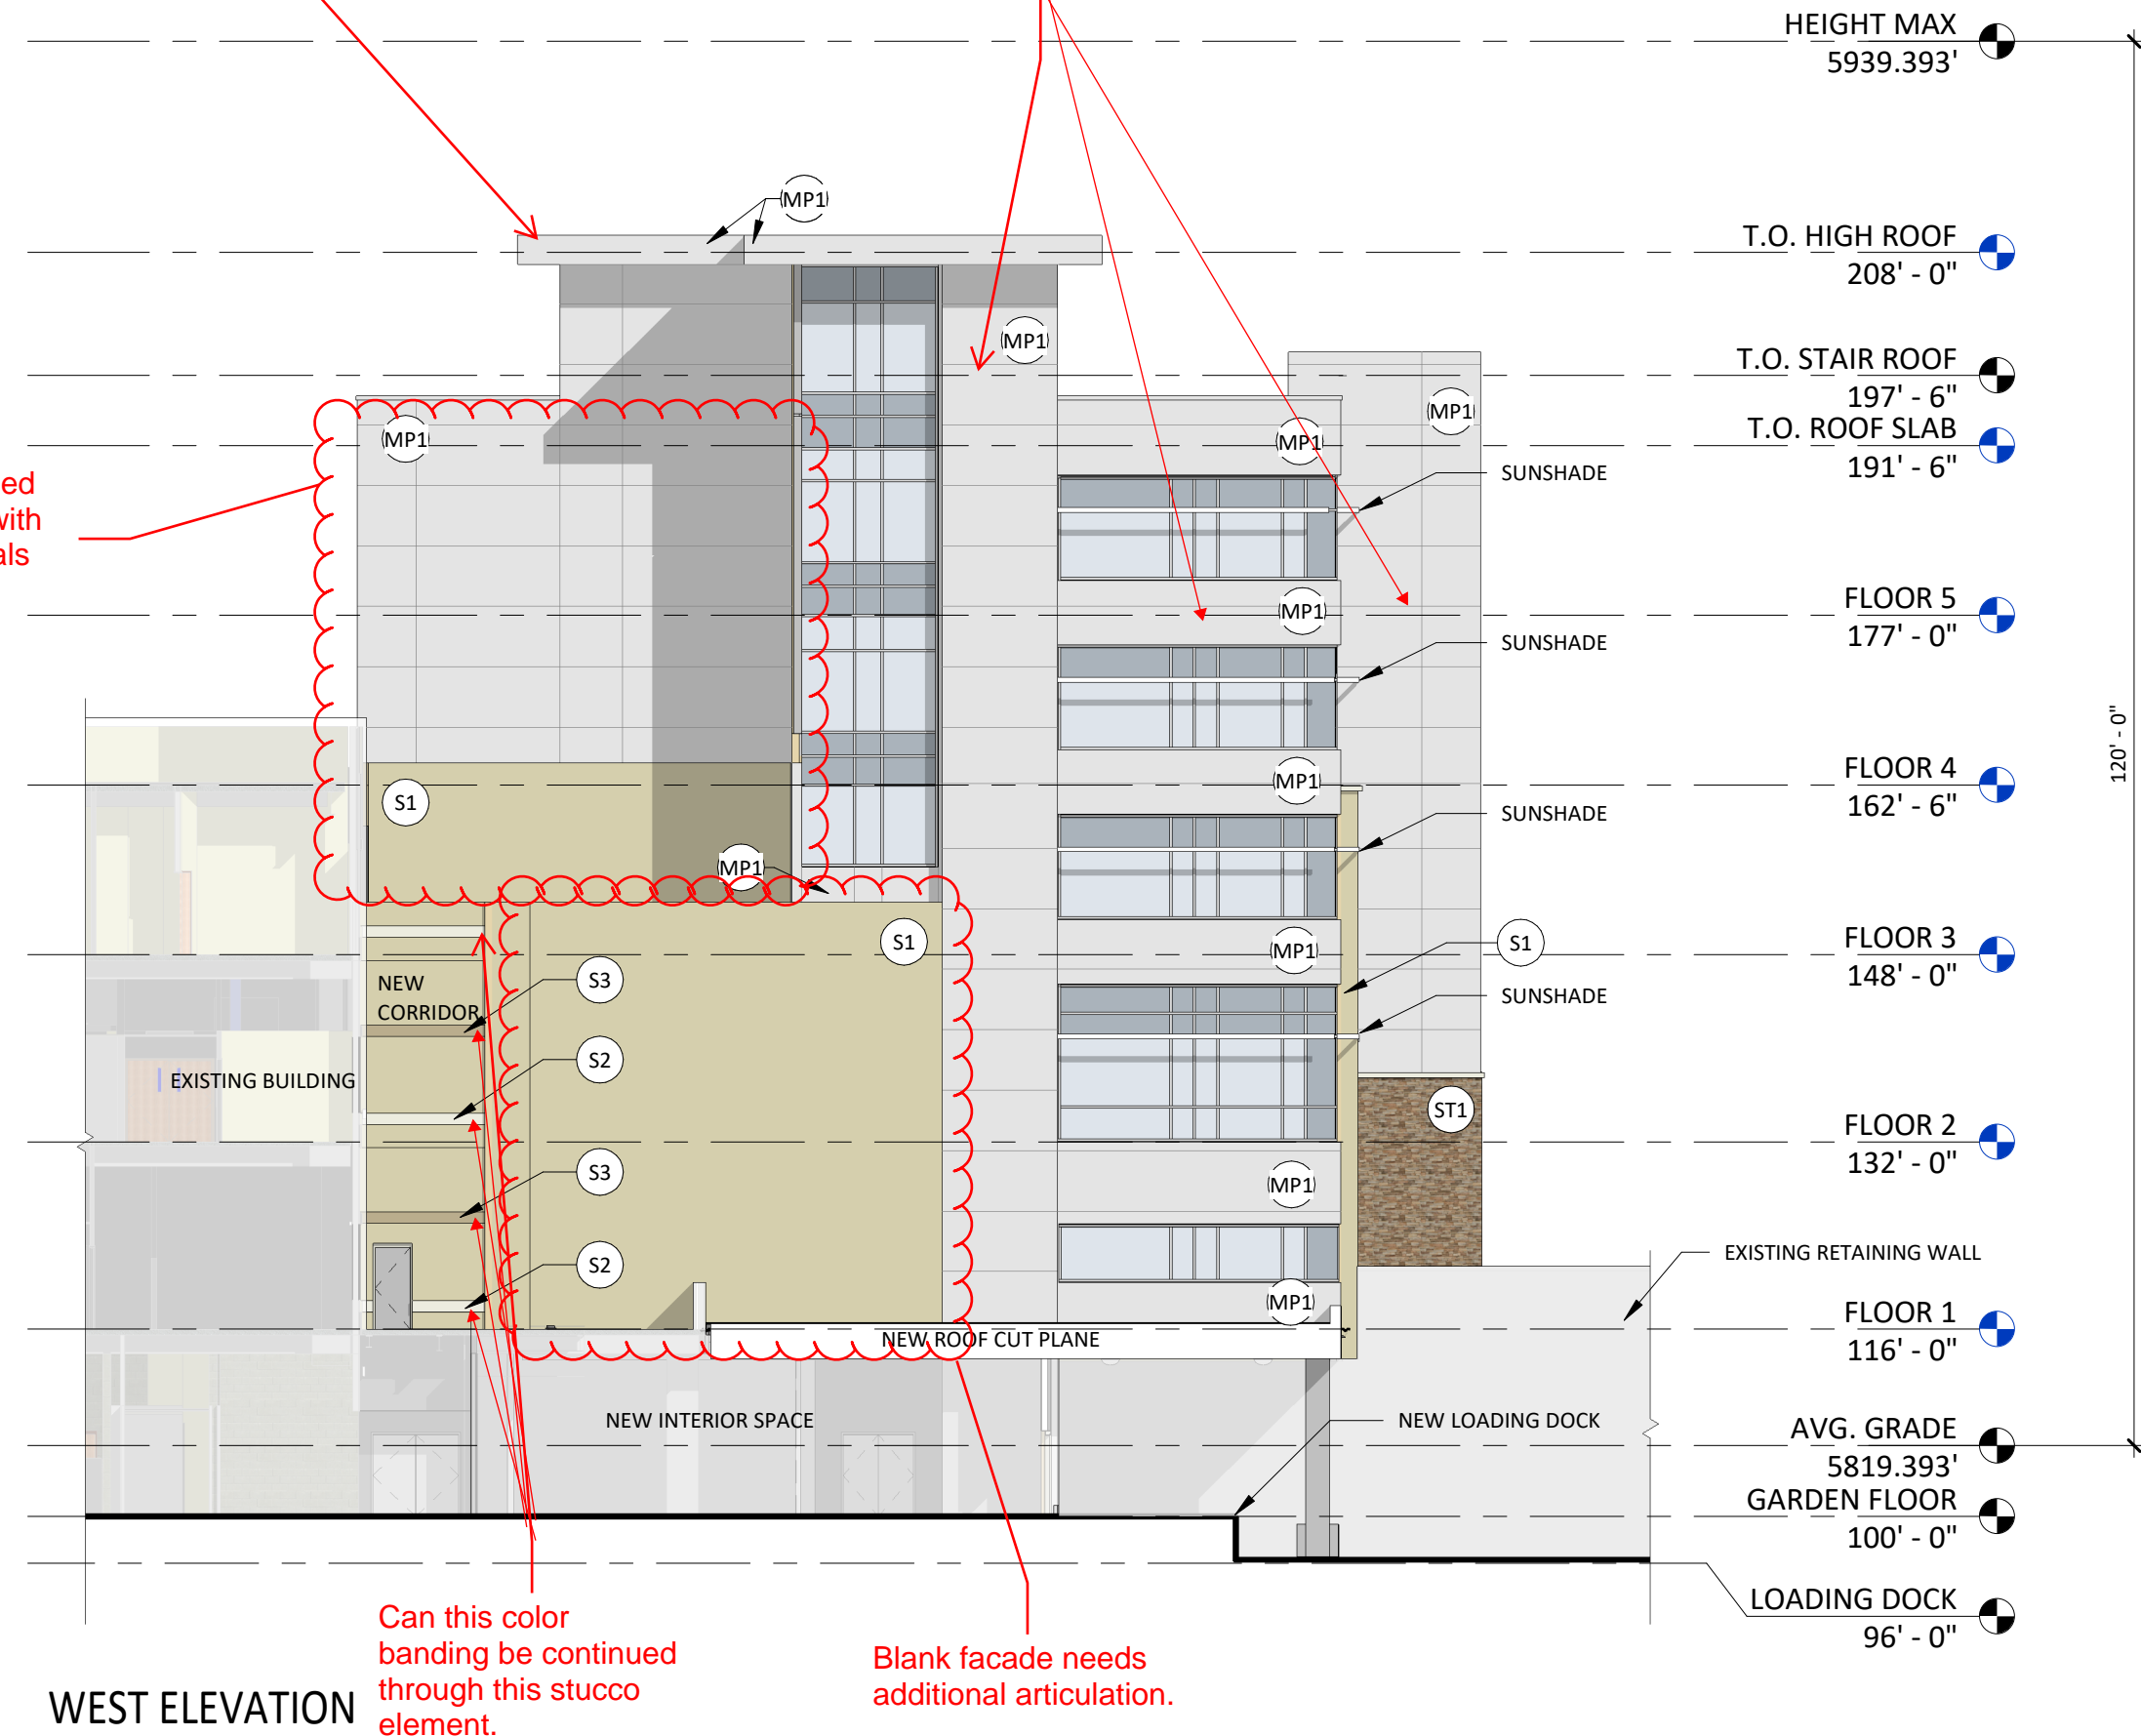 HEIGHT MAX
5939.393'
MP1
T.O. HIGH ROOF
208' - 0"
MP1
T.O. STAIR ROOF
197' - 6"
MP1
MP1
MP1
T.O. ROOF SLAB
191' - 6"
SUNSHADE
MP1
FLOOR 5
177' - 0"
SUNSHADE
120' - 0"
MP1
FLOOR 4
162' - 6"
S1
SUNSHADE
MP1
S1
MP1
S1
FLOOR 3
148' - 0"
NEW
CORRIDOR
S3
SUNSHADE
S2
EXISTING BUILDING
ST1
FLOOR 2
132' - 0"
S3
MP1
S2
EXISTING RETAINING WALL
MP1
FLOOR 1
116' - 0"
NEW ROOF CUT PLANE
NEW INTERIOR SPACE
NEW LOADING DOCK
AVG. GRADE
5819.393'
GARDEN FLOOR
100' - 0"
LOADING DOCK
96' - 0"
Can this color
banding be continued
through this stucco
element.
Blank facade needs
additional articulation.
WEST ELEVATION